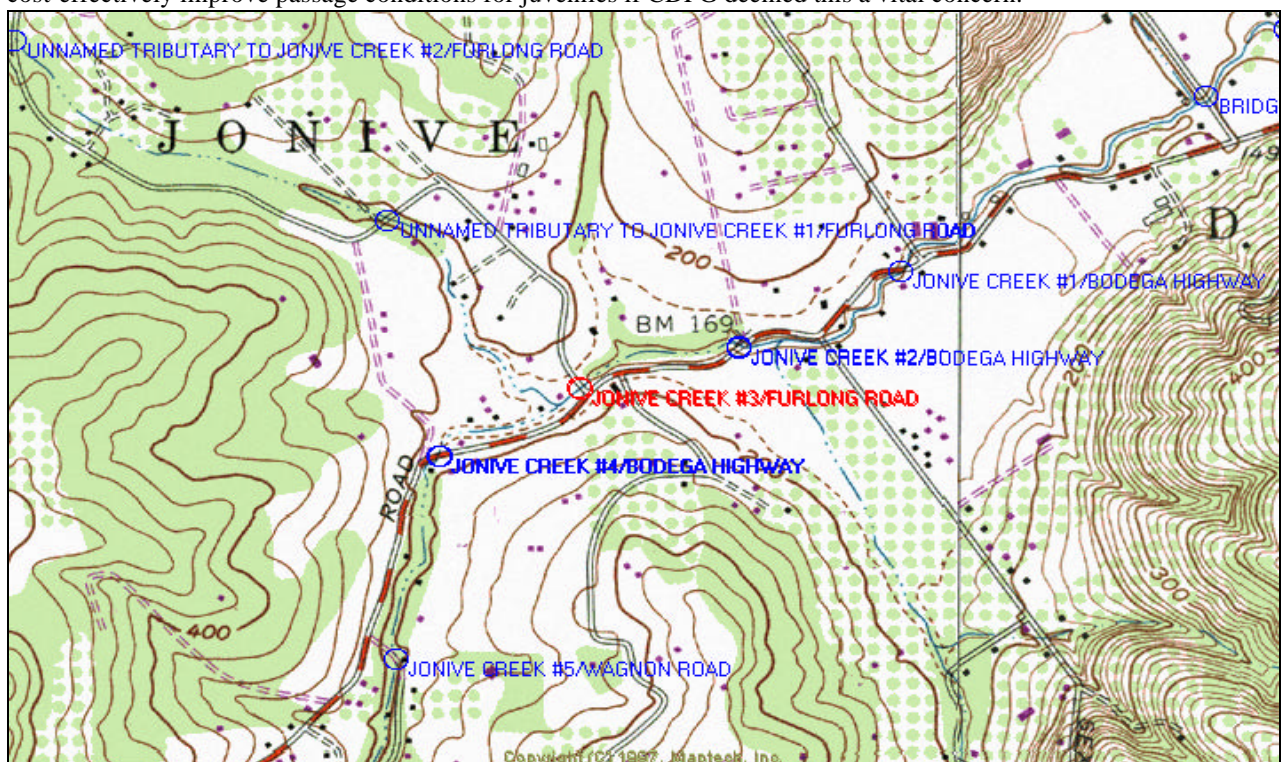 cost-effectively improve passage conditions for juveniles if CDFG deemed this a vital concern.
UNNAMED TRIBUTARY TO JONIVE CREEK #2/FURLONG ROAD
BRIDG
JONIVE
149
UNNAMED TRIBUTARY TO JONIVE CREEK #1/FURLONG ROAD
D
200
JONIVE CREEK #1/BODEGA HIGHWAY
BM 169
JONIVE CREEK #2/BODEGA HIGHWAY
200
400
JONIVE CREEK #3/FURLONG ROAD
ROAD
JONIVE CREEK #4/BODEGA HIGHWAY
300
400
JONIVE CREEK #5/WAGNON ROAD
Copyright (C) 1997, Maptech, Inc.